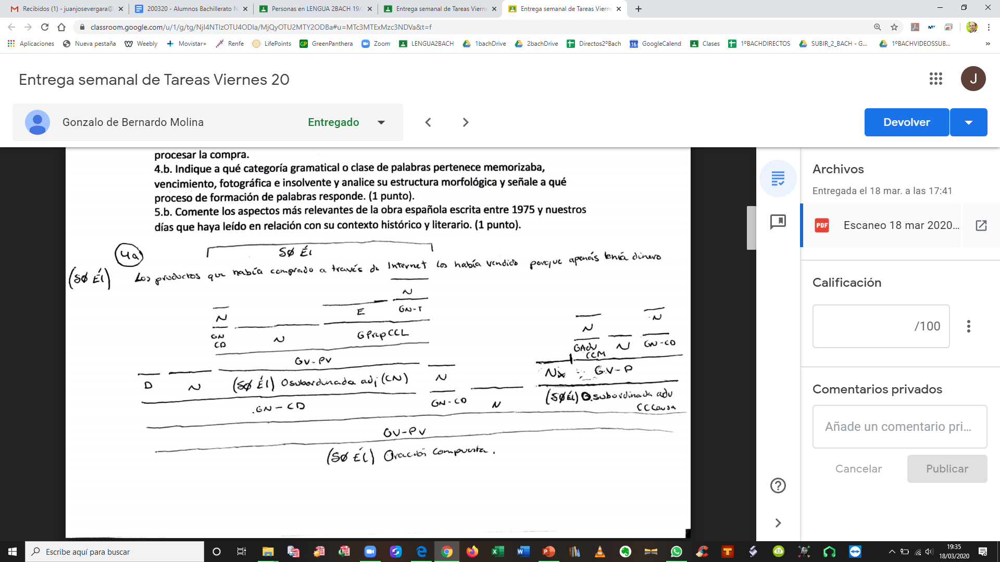 Recibidos (1) - juanjosevergara@
200320 - Alumnos Bachillerato N
Personas en LENGUA 2BACH 19/
Entrega semanal de Tareas Vierne
Entrega semanal de Tareas Vierne
classroom.google.com/u/1/g/tg/NjI4NTIzOTU4ODIa/MjQyOTU2MTY2ODBa#u=MTc3MTExMzc3NDVa&t=f
Aplicaciones
Nueva pestaña
Weebly
Movistar+
Renfe
LifePoints
GP GreenPanthera
Zoom
LENGUA2BACH
1bachDrive
2bachDrive
Directos2ºBach
16 GoogleCalend
Clases
1ºBACHDIRECTOS
SUBIR_2_BACH - G...
1ºBACHVIDEOSSUB...
»
Entrega semanal de Tareas Viernes 20
J
Gonzalo de Bernardo Molina
Entregado
Devolver
procesar la compra.
4.b. Indique a qué categoría gramatical o clase de palabras pertenece memorizaba,
vencimiento, fotográfica e insolvente y analice su estructura morfológica y señale a qué
proceso de formación de palabras responde. (1 punto).
5.b. Comente los aspectos más relevantes de la obra española escrita entre 1975 y nuestros
días que haya leído en relación con su contexto histórico y literario. (1 punto).
4a
SØ Él
(SØ Él) Los productos que había comprado a través de Internet los había vendido porque apenas tenía dinero
N
N E GN-T N N
GN CD N GPrepCCL GAdv CCM N GN-CD
GV-PV
D N (SØ Él) Osubordinada adj (CN) N Nx GV-P
GN-CD GN-CD N (SØ Él) O.subordinada adv
CCCausa
GV-PV
(SØ Él) Oración compuesta.
Archivos
Entregada el 18 mar. a las 17:41
PDF Escaneo 18 mar 2020...
Calificación
/100
Comentarios privados
Añade un comentario pri...
Cancelar
Publicar
Escribe aquí para buscar
19:35
18/03/2020